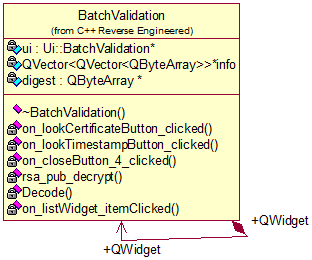 BatchValidation
(from C++ Reverse Engineered)
ui : Ui::BatchValidation*
QVector<QVector<QByteArray>>*info
digest : QByteArray *
~BatchValidation()
on_lookCertificateButton_clicked()
on_lookTimestampButton_clicked()
on_closeButton_4_clicked()
rsa_pub_decrypt()
Decode()
on_listWidget_itemClicked()
+QWidget
+QWidget